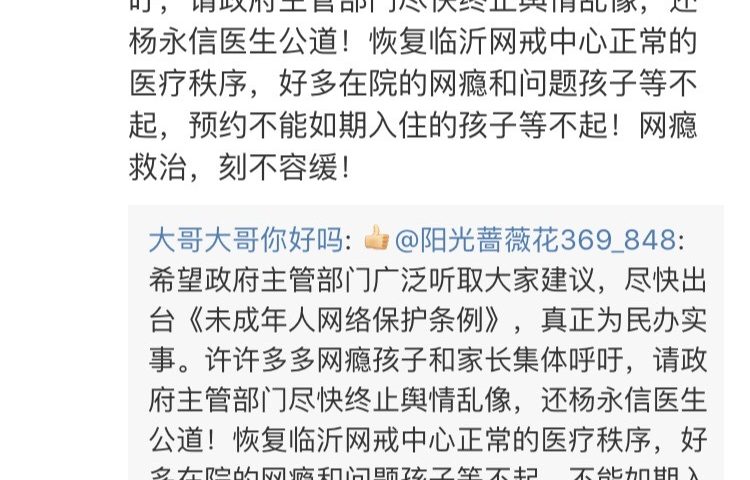 吁，请政府主管部门尽快终止舆情乱像，还
杨永信医生公道！恢复临沂网戒中心正常的
医疗秩序，好多在院的网瘾和问题孩子等不
起，预约不能如期入住的孩子等不起！网瘾
救治，刻不容缓！
大哥大哥你好吗: 👍@阳光蔷薇花369_848:
希望政府主管部门广泛听取大家建议，尽快出
台《未成年人网络保护条例》，真正为民办实
事。许许多多网瘾孩子和家长集体呼吁，请政
府主管部门尽快终止舆情乱像，还杨永信医生
公道！恢复临沂网戒中心正常的医疗秩序，好
多在院的网瘾和问题孩子等不起，不能如期入